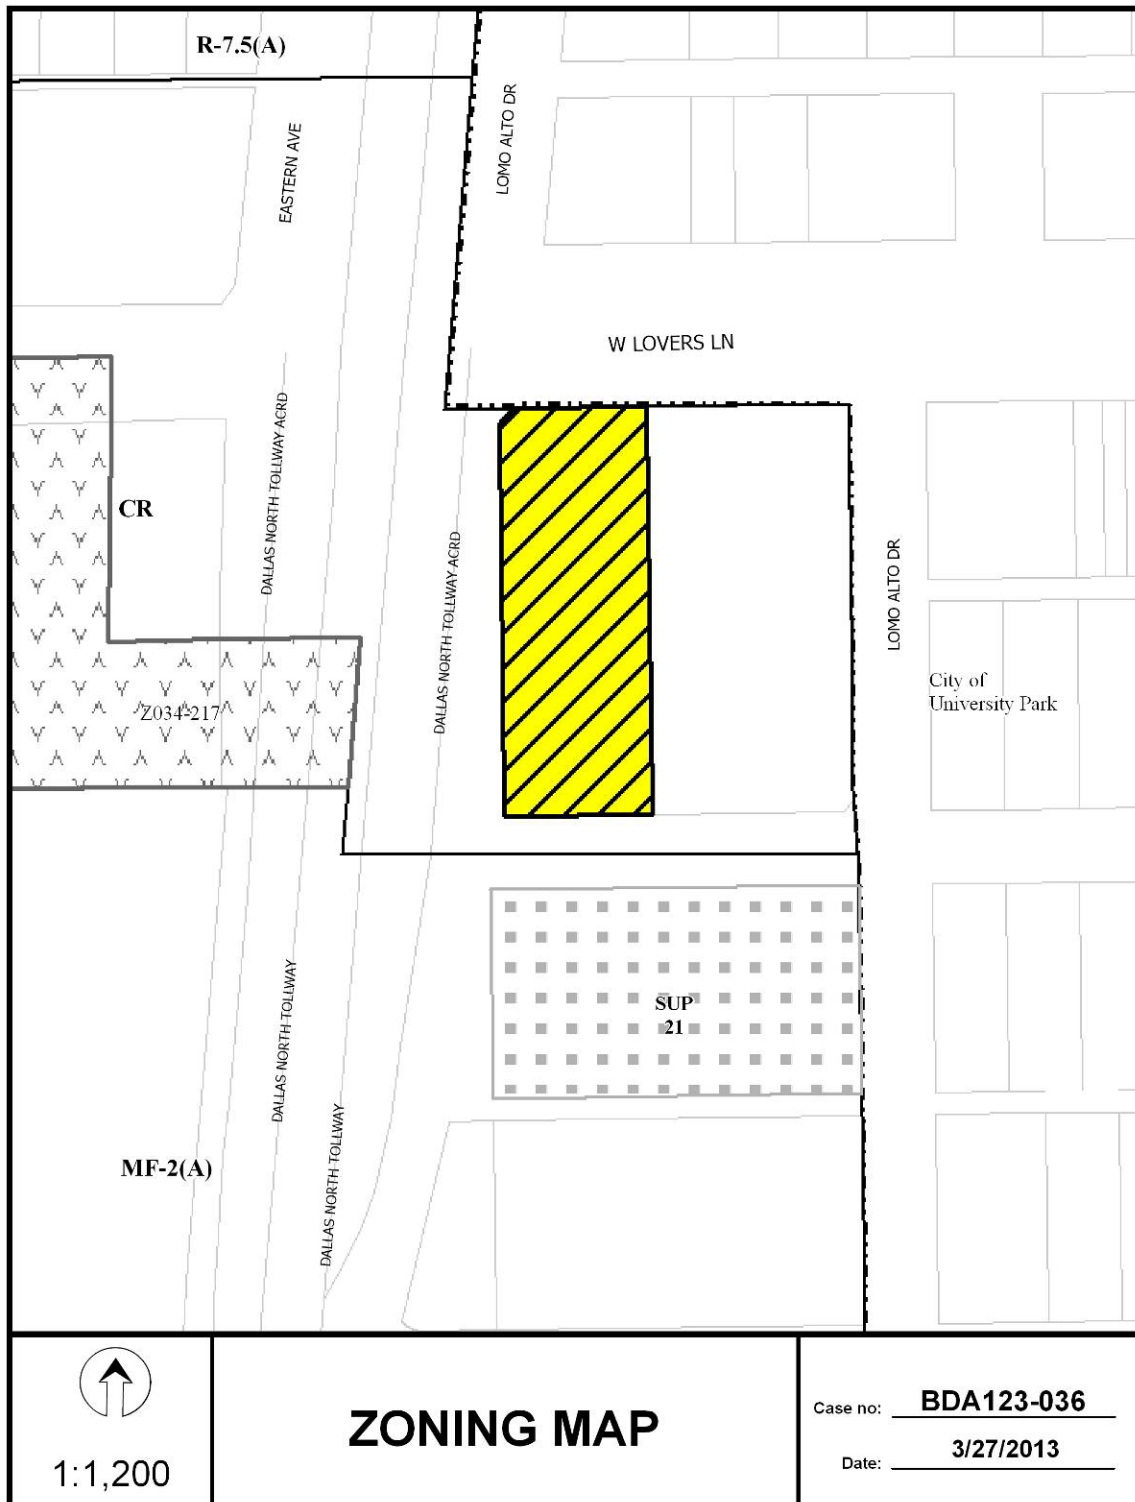 R-7.5(A)
EASTERN AVE
LOMO ALTO DR
W LOVERS LN
DALLAS NORTH TOLLWAY ACRD
CR
DALLAS NORTH TOLLWAY ACRD
LOMO ALTO DR
City of
University Park
Z034-217
SUP
21
DALLAS NORTH TOLLWAY
DALLAS NORTH TOLLWAY
MF-2(A)
1:1,200
ZONING MAP
Case no: BDA123-036
Date: 3/27/2013